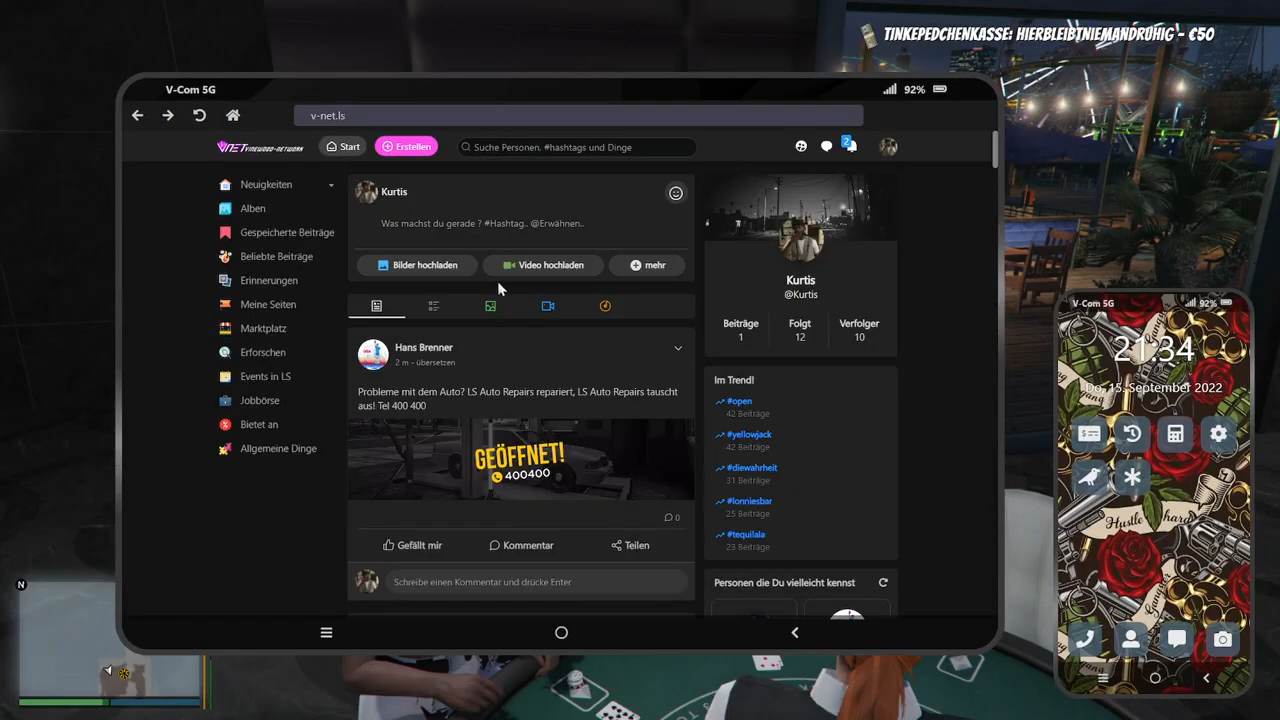 TINKEPEDCHENKASSE: HIERBLEIBTNIEMANDRUHIG - €50
V-Com 5G
92%
v-net.ls
VNET VINEWOOD-NETWORK
Start
Erstellen
Suche Personen, #hashtags und Dinge
2
Neuigkeiten
Alben
Gespeicherte Beiträge
Beliebte Beiträge
Erinnerungen
Meine Seiten
Marktplatz
Erforschen
Events in LS
Jobbörse
Bietet an
Allgemeine Dinge
Kurtis
Was machst du gerade ? #Hashtag.. @Erwähnen..
Bilder hochladen
Video hochladen
mehr
Hans Brenner
2 m - übersetzen
Probleme mit dem Auto? LS Auto Repairs repariert, LS Auto Repairs tauscht
aus! Tel 400 400
GEÖFFNET!
400400
0
Gefällt mir
Kommentar
Teilen
Schreibe einen Kommentar und drücke Enter
Kurtis
@Kurtis
Beiträge
Folgt
Verfolger
1
12
10
Im Trend!
#open
42 Beiträge
#yellowjack
42 Beiträge
#diewahrheit
31 Beiträge
#lonniesbar
25 Beiträge
#tequilala
23 Beiträge
Personen die Du vielleicht kennst
V-Com 5G
92%
21:34
Do, 15. September 2022
Hustle hard
N